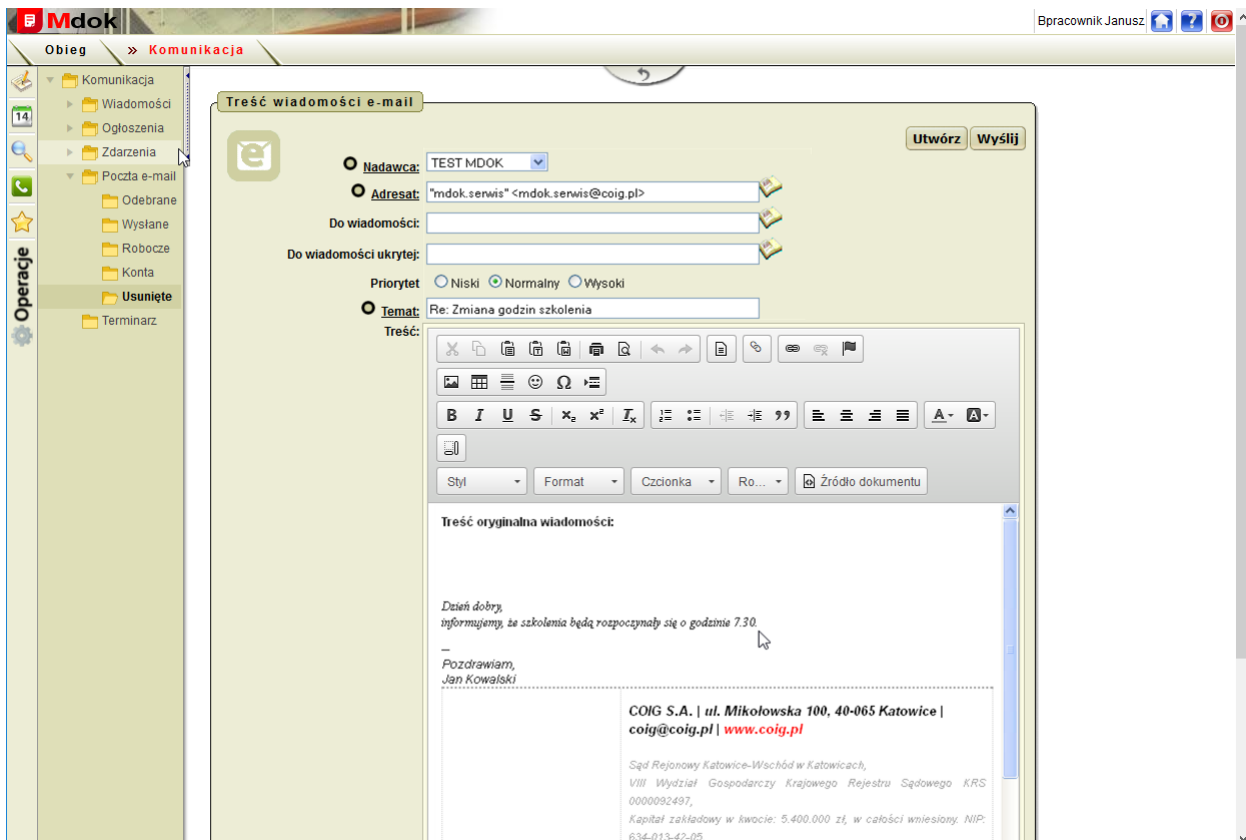 Mdok
Bpracownik Janusz
Obieg » Komunikacja
Komunikacja
Wiadomości
14
Ogłoszenia
Zdarzenia
Poczta e-mail
Odebrane
Wysłane
Robocze
Konta
Usunięte
Terminarz
Operacje
Treść wiadomości e-mail
Utwórz Wyślij
Nadawca: TEST MDOK
Adresat: "mdok.serwis" <mdok.serwis@coig.pl>
Do wiadomości:
Do wiadomości ukrytej:
Priorytet Niski Normalny Wysoki
Temat: Re: Zmiana godzin szkolenia
Treść:
Styl Format Czcionka Ro... Źródło dokumentu
Treść oryginalna wiadomości:
Dzień dobry,
informujemy, że szkolenia będą rozpoczynały się o godzinie 7.30.
--
Pozdrawiam,
Jan Kowalski
COIG S.A. | ul. Mikołowska 100, 40-065 Katowice |
coig@coig.pl | www.coig.pl
Sąd Rejonowy Katowice-Wschód w Katowicach,
VIII Wydział Gospodarczy Krajowego Rejestru Sądowego KRS
0000092497,
Kapitał zakładowy w kwocie: 5.400.000 zł, w całości wniesiony. NIP:
634-013-42-05